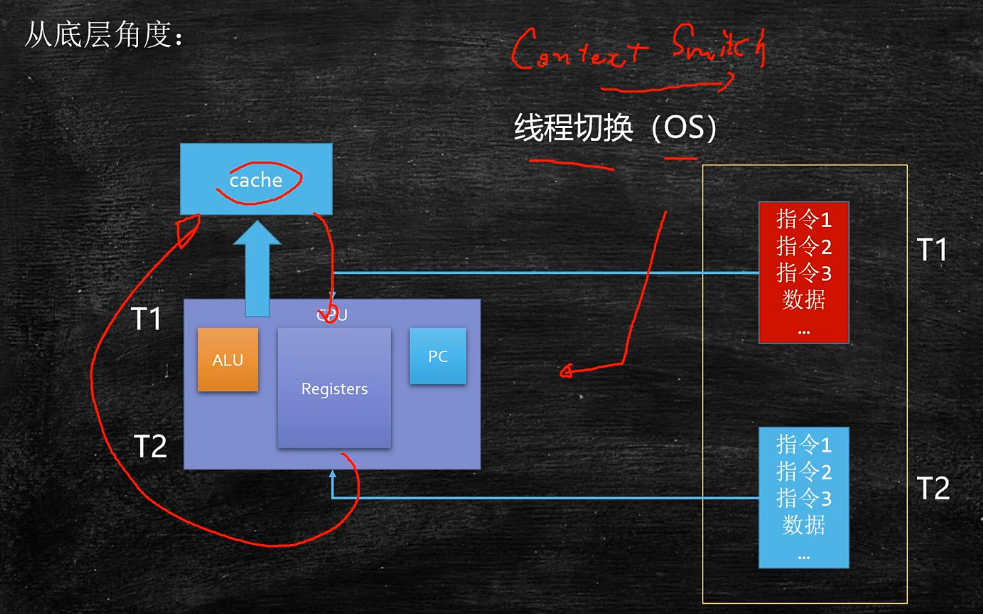 从底层角度：
Context Switch
线程切换（OS）
cache
T1
指令1
指令2
指令3
数据
...
T1
CPU
ALU
Registers
PC
T2
指令1
指令2
指令3
数据
...
T2